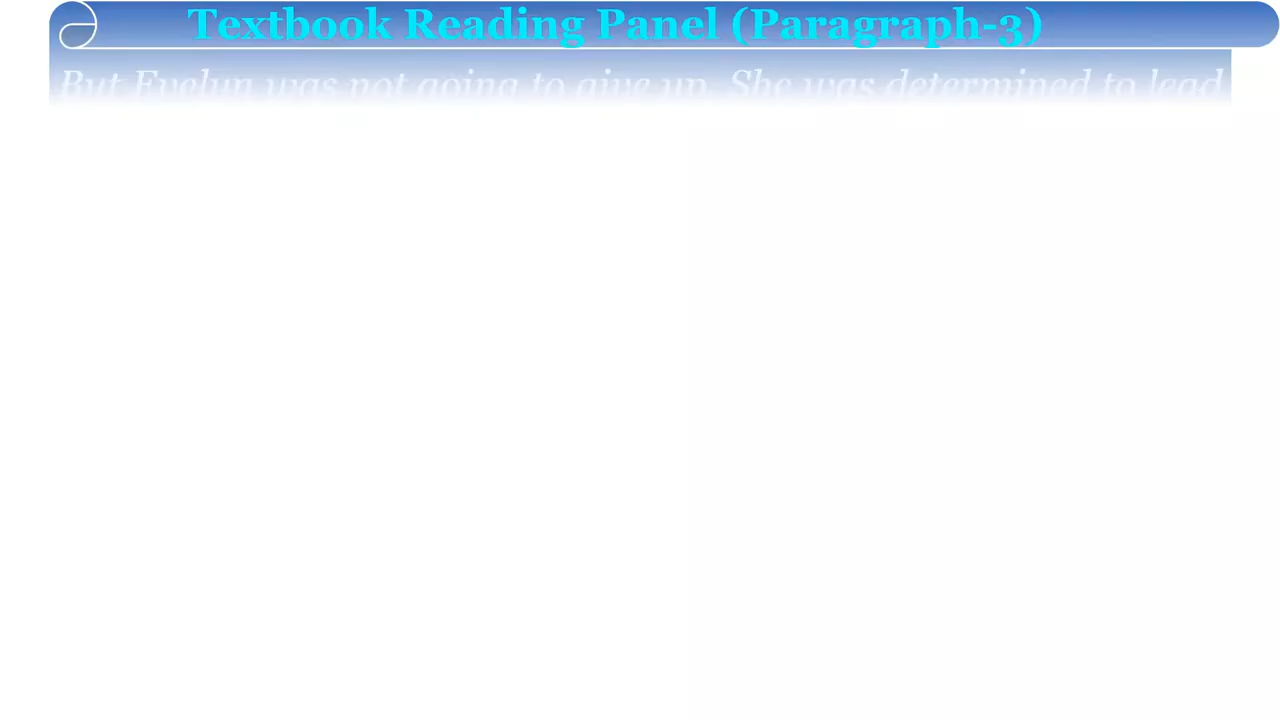 Textbook Reading Panel (Paragraph-3)
But Evelyn was not going to give up. She was determined to lead